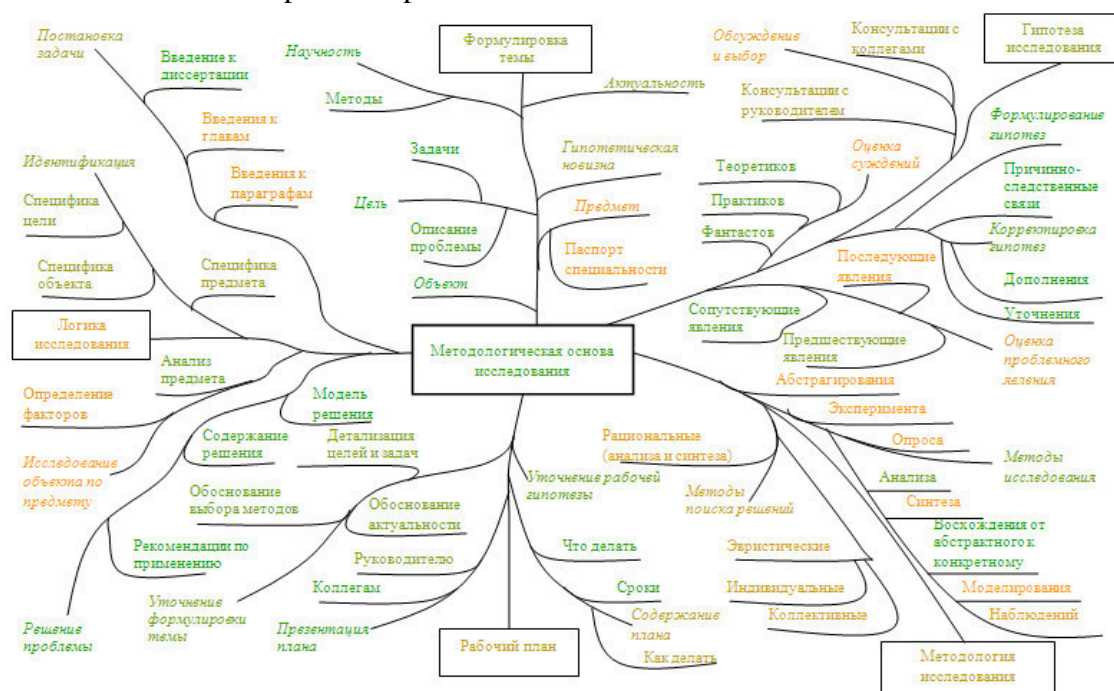 Постановка
задачи
Введение к
диссертации
Введения к
главам
Введения к
параграфам
Идентификация
Специфика
цели
Специфика
объекта
Специфика
предмета
Логика
исследования
Анализ
предмета
Определение
факторов
Исследование
объекта по
предмету
Модель
решения
Содержание
решения
Рекомендации по
применению
Решение
проблемы
Научность
Методы
Формулировка
темы
Актуальность
Задачи
Цель
Описание
проблемы
Гипотетическая
новизна
Предмет
Паспорт
специальности
Объект
Обсуждение
и выбор
Консультации с
коллегами
Консультации с
руководителем
Гипотеза
исследования
Формулирование
гипотез
Оценка
суждений
Теоретиков
Практиков
Фантастов
Причинно-
следственные
связи
Корректировка
гипотез
Дополнения
Уточнения
Последующие
явления
Сопутствующие
явления
Предшествующие
явления
Оценка
проблемного
явления
Методологическая основа
исследования
Детализация
целей и задач
Обоснование
выбора методов
Обоснование
актуальности
Уточнение
формулировки
темы
Руководителю
Коллегам
Презентация
плана
Рабочий план
Уточнение рабочей
гипотезы
Что делать
Сроки
Содержание
плана
Как делать
Рациональные
(анализа и синтеза)
Методы
поиска решений
Эвристические
Индивидуальные
Коллективные
Абстрагирования
Эксперимента
Опроса
Методы
исследования
Анализа
Синтеза
Восхождения от
абстрактного к
конкретному
Моделирования
Наблюдений
Методология
исследования